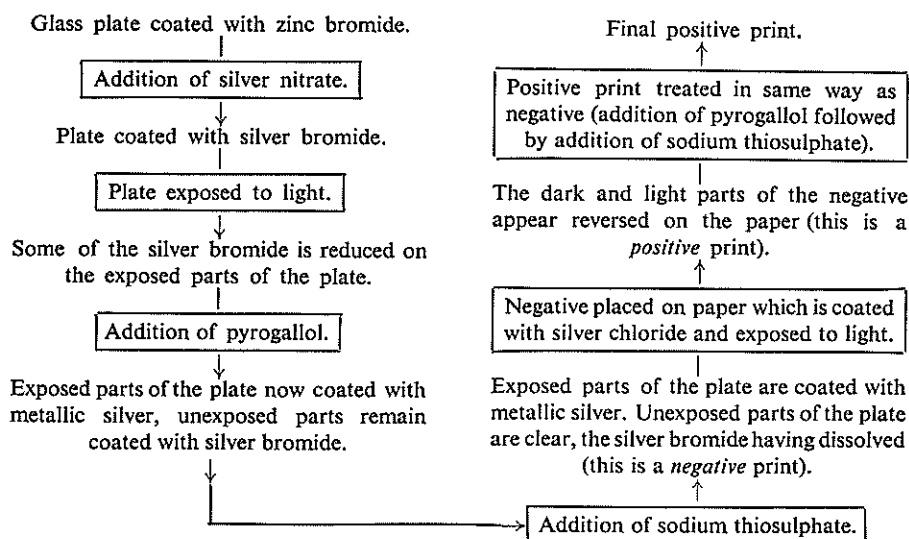 Glass plate coated with zinc bromide.
Addition of silver nitrate.
Plate coated with silver bromide.
Plate exposed to light.
Some of the silver bromide is reduced on
the exposed parts of the plate.
Addition of pyrogallol.
Exposed parts of the plate now coated with
metallic silver, unexposed parts remain
coated with silver bromide.
Addition of sodium thiosulphate.
Exposed parts of the plate are coated with
metallic silver. Unexposed parts of the plate
are clear, the silver bromide having dissolved
(this is a negative print).
Negative placed on paper which is coated
with silver chloride and exposed to light.
The dark and light parts of the negative
appear reversed on the paper (this is a
positive print).
Positive print treated in same way as
negative (addition of pyrogallol followed
by addition of sodium thiosulphate).
Final positive print.